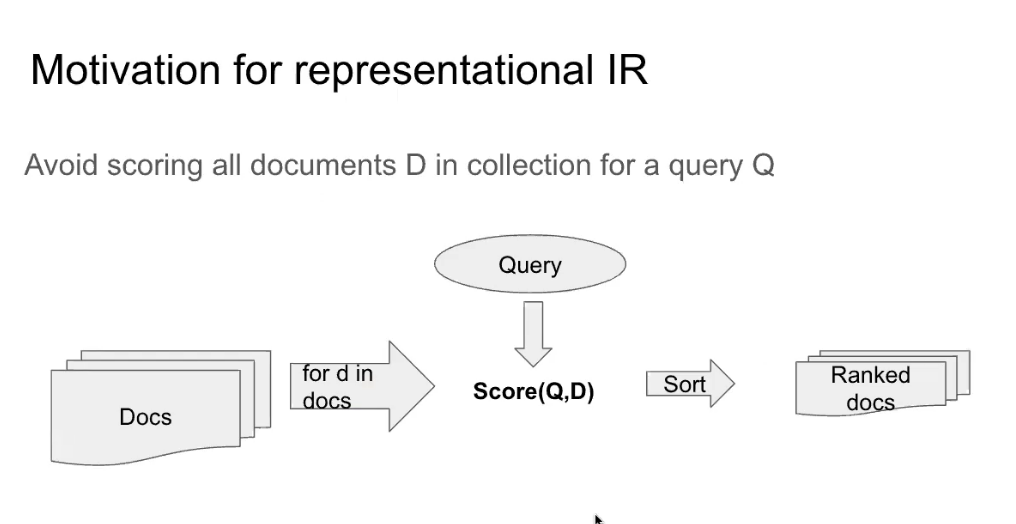 Motivation for representational IR
Avoid scoring all documents D in collection for a query Q
Query
Docs
for d in
docs
Score(Q,D)
Sort
Ranked
docs